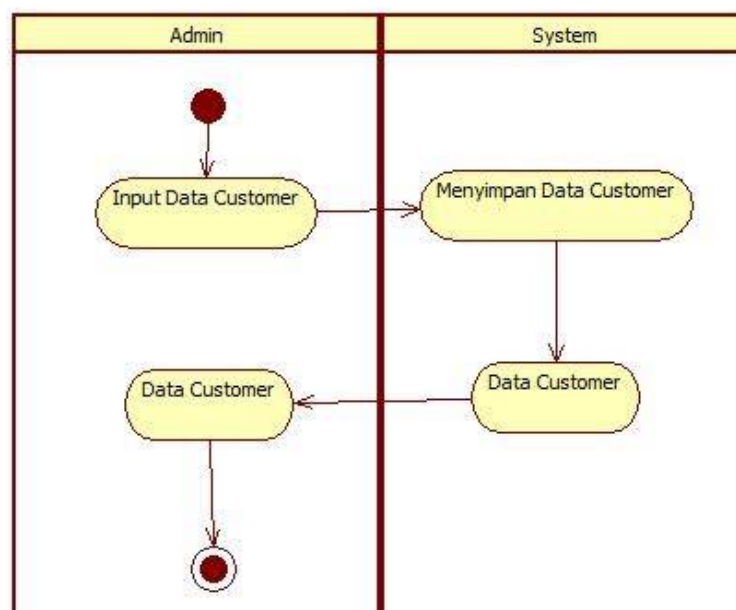 Admin
System
Input Data Customer
Menyimpan Data Customer
Data Customer
Data Customer